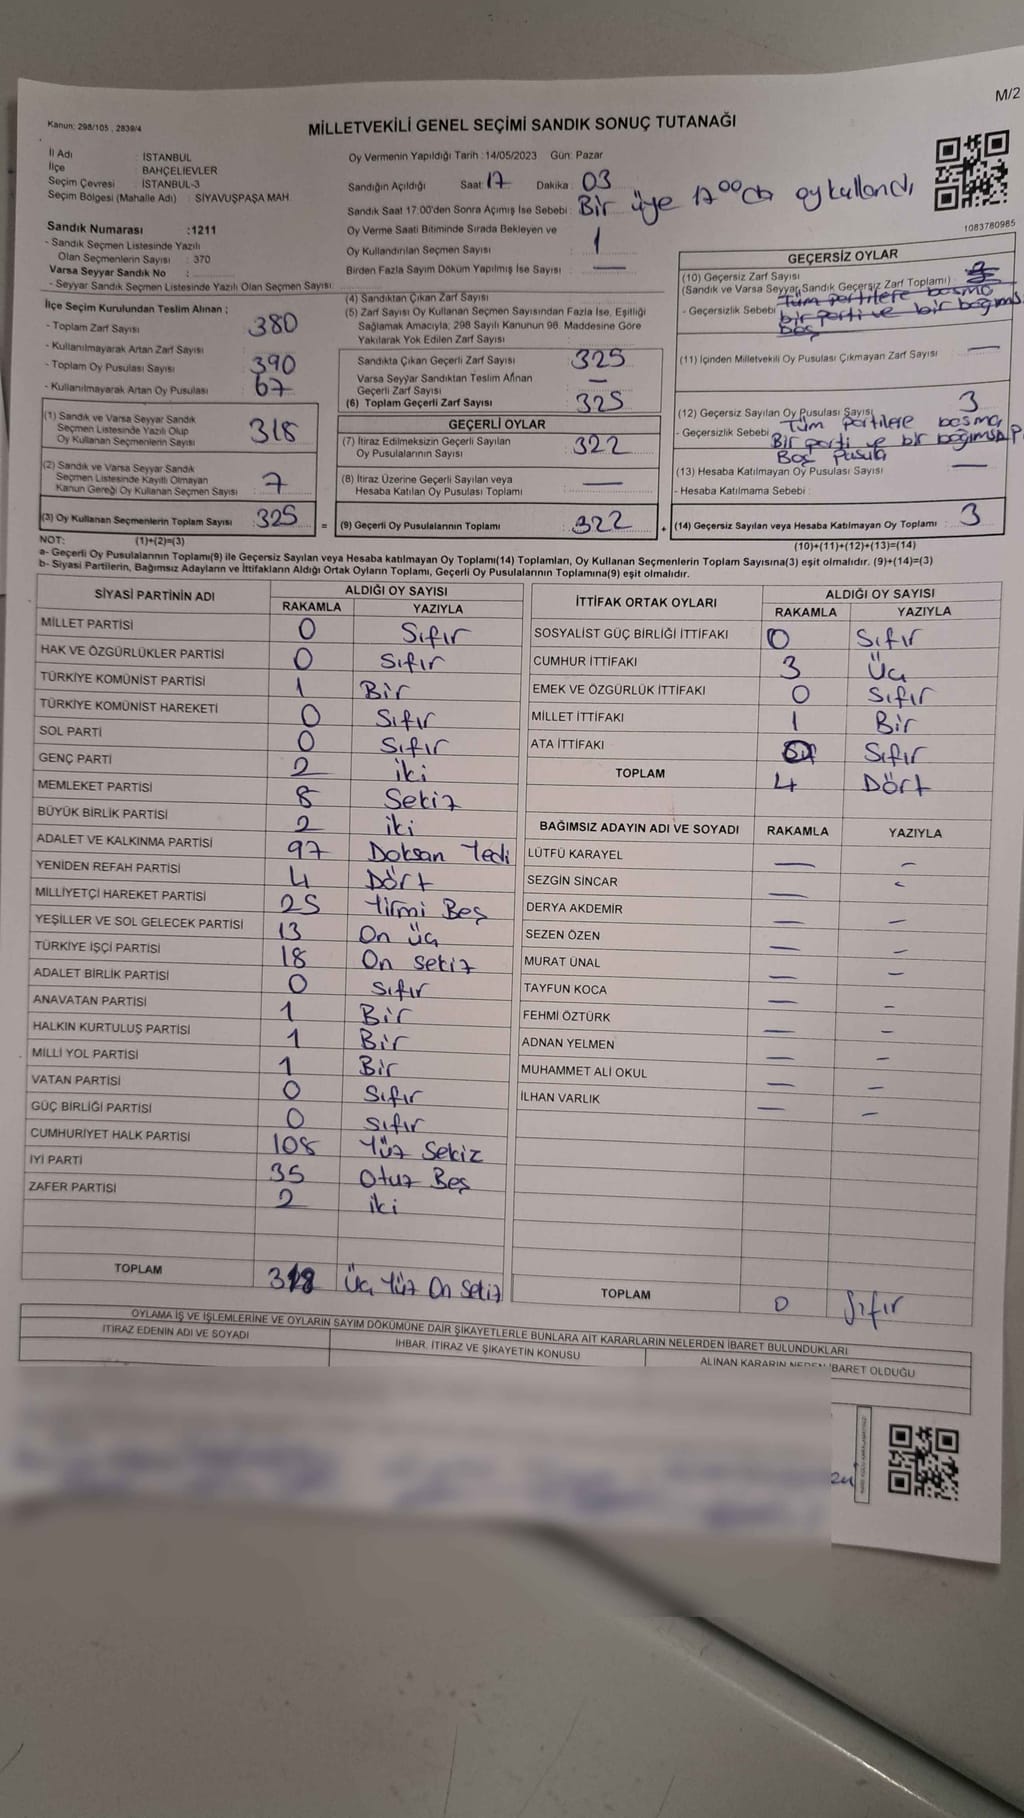 M/2
Kanun: 298/105 , 2839/4
MİLLETVEKİLİ GENEL SEÇİMİ SANDIK SONUÇ TUTANAĞI
İl Adı : İSTANBUL
İlçe : BAHÇELİEVLER
Seçim Çevresi : İSTANBUL-3
Seçim Bölgesi (Mahalle Adı) : SİYAVUŞPAŞA MAH.
Oy Vermenin Yapıldığı Tarih :14/05/2023 Gün: Pazar
Sandığın Açıldığı Saat: 17 Dakika : 03
Sandık Saat 17:00'den Sonra Açmış İse Sebebi : Bir üye 17 00 da oy kullandı
Oy Verme Saati Bitiminde Sırada Bekleyen ve
Oy Kullandırılan Seçmen Sayısı : 1
Birden Fazla Sayım Döküm Yapılmış İse Sayısı : —
1083780985
Sandık Numarası :1211
- Sandık Seçmen Listesinde Yazılı
Olan Seçmenlerin Sayısı : 370
Varsa Seyyar Sandık No :
- Seyyar Sandık Seçmen Listesinde Yazılı Olan Seçmen Sayısı :
İlçe Seçim Kurulundan Teslim Alınan ;
- Toplam Zarf Sayısı : 380
- Kullanılmayarak Artan Zarf Sayısı :
- Toplam Oy Pusulası Sayısı : 390
- Kullanılmayarak Artan Oy Pusulası : 67
(1) Sandık ve Varsa Seyyar Sandık
Seçmen Listesinde Yazılı Olup
Oy Kullanan Seçmenlerin Sayısı : 318
(2) Sandık ve Varsa Seyyar Sandık
Seçmen Listesinde Kayıtlı Olmayan
Kanun Gereği Oy Kullanan Seçmen Sayısı : 7
(3) Oy Kullanan Seçmenlerin Toplam Sayısı : 325
(4) Sandıktan Çıkan Zarf Sayısı :
(5) Zarf Sayısı Oy Kullanan Seçmen Sayısından Fazla İse, Eşitliği
Sağlamak Amacıyla, 298 Sayılı Kanunun 98. Maddesine Göre
Yakılarak Yok Edilen Zarf Sayısı :
Sandıkta Çıkan Geçerli Zarf Sayısı : 325
Varsa Seyyar Sandıktan Teslim Alınan
Geçerli Zarf Sayısı : —
(6) Toplam Geçerli Zarf Sayısı : 325
GEÇERLİ OYLAR
(7) İtiraz Edilmeksizin Geçerli Sayılan
Oy Pusulalarının Sayısı : 322
(8) İtiraz Üzerine Geçerli Sayılan veya
Hesaba Katılan Oy Pusulası Toplamı : —
= (9) Geçerli Oy Pusulalarının Toplamı : 322
GEÇERSİZ OYLAR
(10) Geçersiz Zarf Sayısı
(Sandık ve Varsa Seyyar Sandık Geçersiz Zarf Toplamı) : 3
- Geçersizlik Sebebi : Tüm partilere basma
bir parti ve bir bağıms
boş
(11) İçinden Milletvekili Oy Pusulası Çıkmayan Zarf Sayısı : —
(12) Geçersiz Sayılan Oy Pusulası Sayısı : 3
- Geçersizlik Sebebi : Tüm partilere basma,
Bir parti ve bir bağımsız
Boş Pusula
(13) Hesaba Katılmayan Oy Pusulası Sayısı : —
- Hesaba Katılmama Sebebi :
+ (14) Geçersiz Sayılan veya Hesaba Katılmayan Oy Toplamı : 3
NOT: (1)+(2)=(3)
(10)+(11)+(12)+(13)=(14)
a- Geçerli Oy Pusulalarının Toplamı(9) ile Geçersiz Sayılan veya Hesaba katılmayan Oy Toplamı(14) Toplamları, Oy Kullanan Seçmenlerin Toplam Sayısına(3) eşit olmalıdır. (9)+(14)=(3)
b- Siyasi Partilerin, Bağımsız Adayların ve İttifakların Aldığı Ortak Oyların Toplamı, Geçerli Oy Pusulalarının Toplamına(9) eşit olmalıdır.
SİYASİ PARTİNİN ADI ALDIĞI OY SAYISI
RAKAMLA YAZIYLA
MİLLET PARTİSİ 0 Sıfır
HAK VE ÖZGÜRLÜKLER PARTİSİ 0 Sıfır
TÜRKİYE KOMÜNİST PARTİSİ 1 Bir
TÜRKİYE KOMÜNİST HAREKETİ 0 Sıfır
SOL PARTİ 0 Sıfır
GENÇ PARTİ 2 iki
MEMLEKET PARTİSİ 8 Sekiz
BÜYÜK BİRLİK PARTİSİ 2 iki
ADALET VE KALKINMA PARTİSİ 97 Doksan Yedi
YENİDEN REFAH PARTİSİ 4 Dört
MİLLİYETÇİ HAREKET PARTİSİ 25 Yirmi Beş
YEŞİLLER VE SOL GELECEK PARTİSİ 13 On üç
TÜRKİYE İŞÇİ PARTİSİ 18 On sekiz
ADALET BİRLİK PARTİSİ 0 sıfır
ANAVATAN PARTİSİ 1 Bir
HALKIN KURTULUŞ PARTİSİ 1 Bir
MİLLİ YOL PARTİSİ 1 Bir
VATAN PARTİSİ 0 Sıfır
GÜÇ BİRLİĞİ PARTİSİ 0 sıfır
CUMHURİYET HALK PARTİSİ 108 Yüz Sekiz
İYİ PARTİ 35 Otuz Beş
ZAFER PARTİSİ 2 iki
TOPLAM 318 Üç Yüz On Sekiz
İTTİFAK ORTAK OYLARI ALDIĞI OY SAYISI
RAKAMLA YAZIYLA
SOSYALİST GÜÇ BİRLİĞİ İTTİFAKI 0 Sıfır
CUMHUR İTTİFAKI 3 Üç
EMEK VE ÖZGÜRLÜK İTTİFAKI 0 Sıfır
MİLLET İTTİFAKI 1 Bir
ATA İTTİFAKI 0 Sıfır
TOPLAM 4 Dört
BAĞIMSIZ ADAYIN ADI VE SOYADI RAKAMLA YAZIYLA
LÜTFÜ KARAYEL — —
SEZGİN SİNCAR — —
DERYA AKDEMİR — —
SEZEN ÖZEN — —
MURAT ÜNAL — —
TAYFUN KOCA — —
FEHMİ ÖZTÜRK — —
ADNAN YELMEN — —
MUHAMMET ALİ OKUL — —
İLHAN VARLIK — —
TOPLAM 0 Sıfır
OYLAMA İŞ VE İŞLEMLERİNE VE OYLARIN SAYIM DÖKÜMÜNE DAİR ŞİKAYETLERLE BUNLARA AİT KARARLARIN NELERDEN İBARET BULUNDUKLARI
İTİRAZ EDENİN ADI VE SOYADI İHBAR, İTİRAZ VE ŞİKAYETİN KONUSU ALINAN KARARIN NEDEN İBARET OLDUĞU